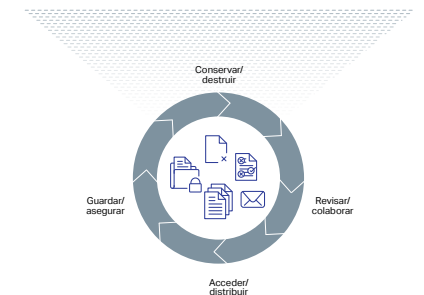 Conservar/
destruir
Guardar/
asegurar
Revisar/
colaborar
Acceder/
distribuir